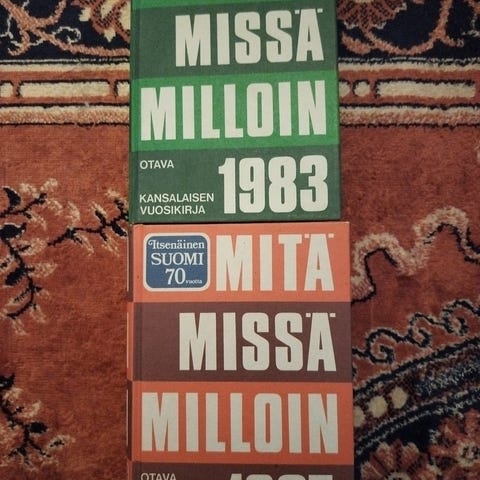 MISSÄ
MILLOIN
OTAVA
KANSALAISEN
VUOSIKIRJA
1983
Itsenäinen
SUOMI
70 vuotta
MITÄ
MISSÄ
MILLOIN
OTAVA